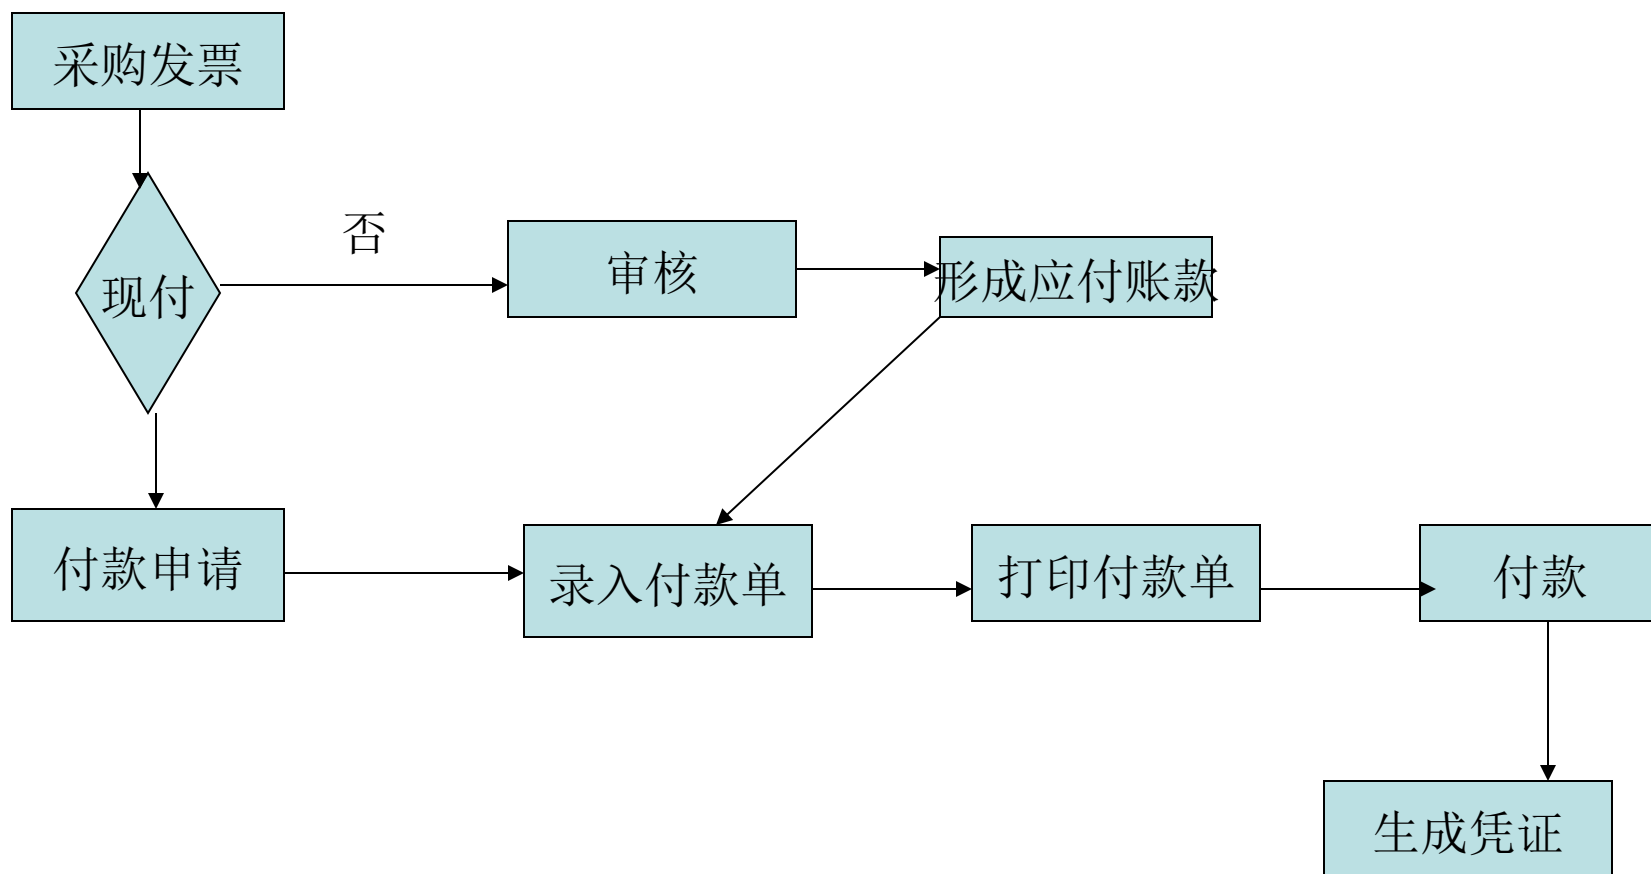 采购发票
现付
否
审核
形成应付账款
付款申请
录入付款单
打印付款单
付款
生成凭证